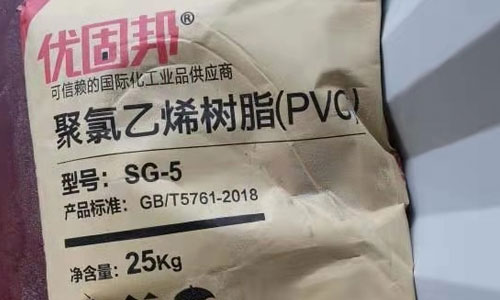 优固邦®
可信赖的国际化工业品供应商
聚氯乙烯树脂(PVC)
型号： SG-5
产品标准： GB/T5761-2018
净含量： 25Kg